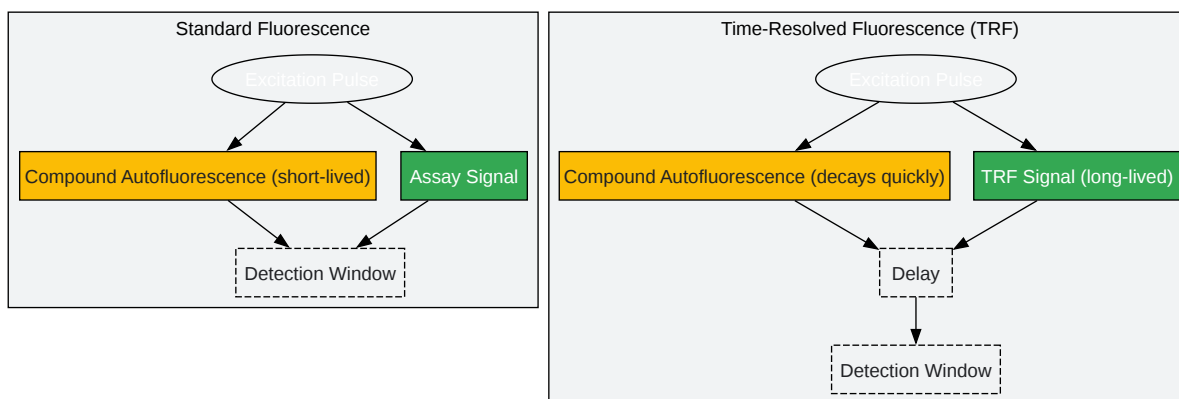 Standard Fluorescence
Excitation Pulse
Compound Autofluorescence (short-lived)
Assay Signal
Detection Window
Time-Resolved Fluorescence (TRF)
Excitation Pulse
Compound Autofluorescence (decays quickly)
TRF Signal (long-lived)
Delay
Detection Window